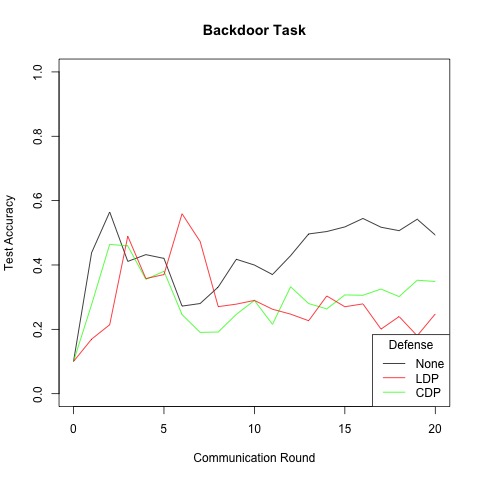 Backdoor Task
Test Accuracy
1.0
0.8
0.6
0.4
0.2
0.0
Defense
None
LDP
CDP
0 5 10 15 20
Communication Round